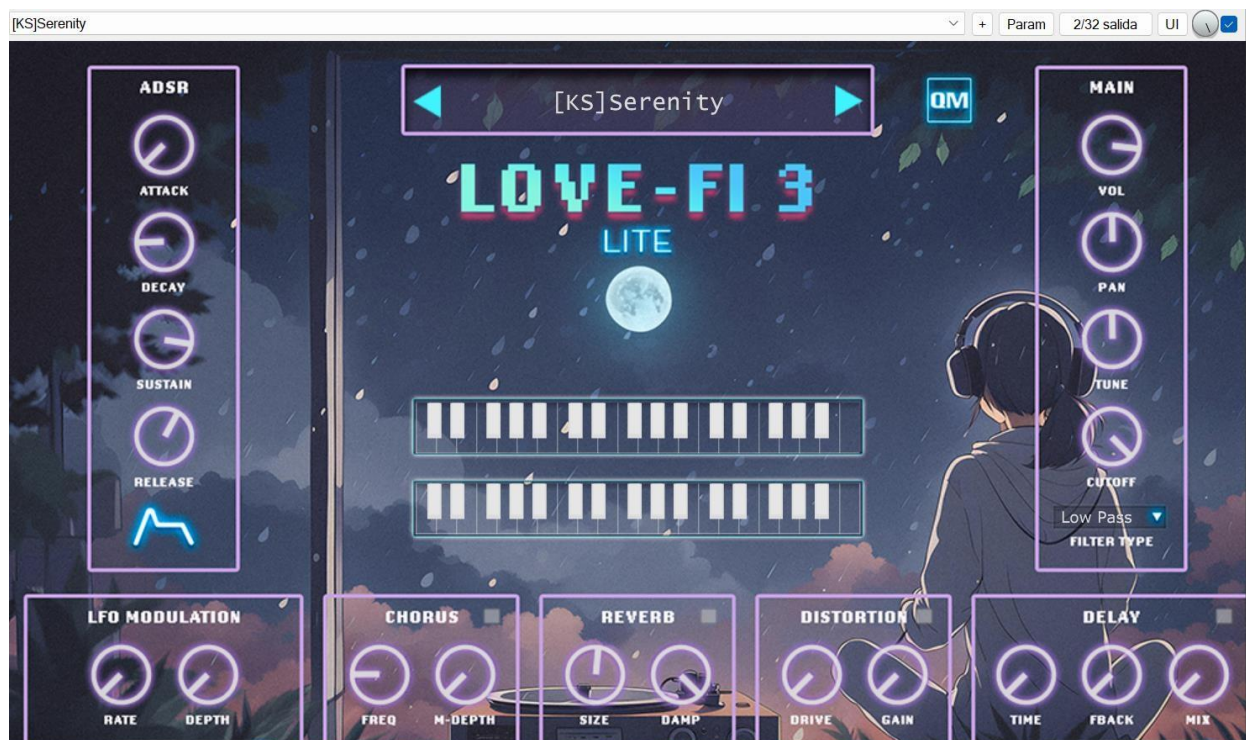 [KS]Serenity
+
Param
2/32 salida
UI
ADSR
ATTACK
DECAY
SUSTAIN
RELEASE
[KS]Serenity
QM
LOVE-FI 3
LITE
MAIN
VOL
PAN
TUNE
CUTOFF
Low Pass
FILTER TYPE
LFO MODULATION
RATE DEPTH
CHORUS
FREQ M-DEPTH
REVERB
SIZE DAMP
DISTORTION
DRIVE GAIN
DELAY
TIME FBACK MIX